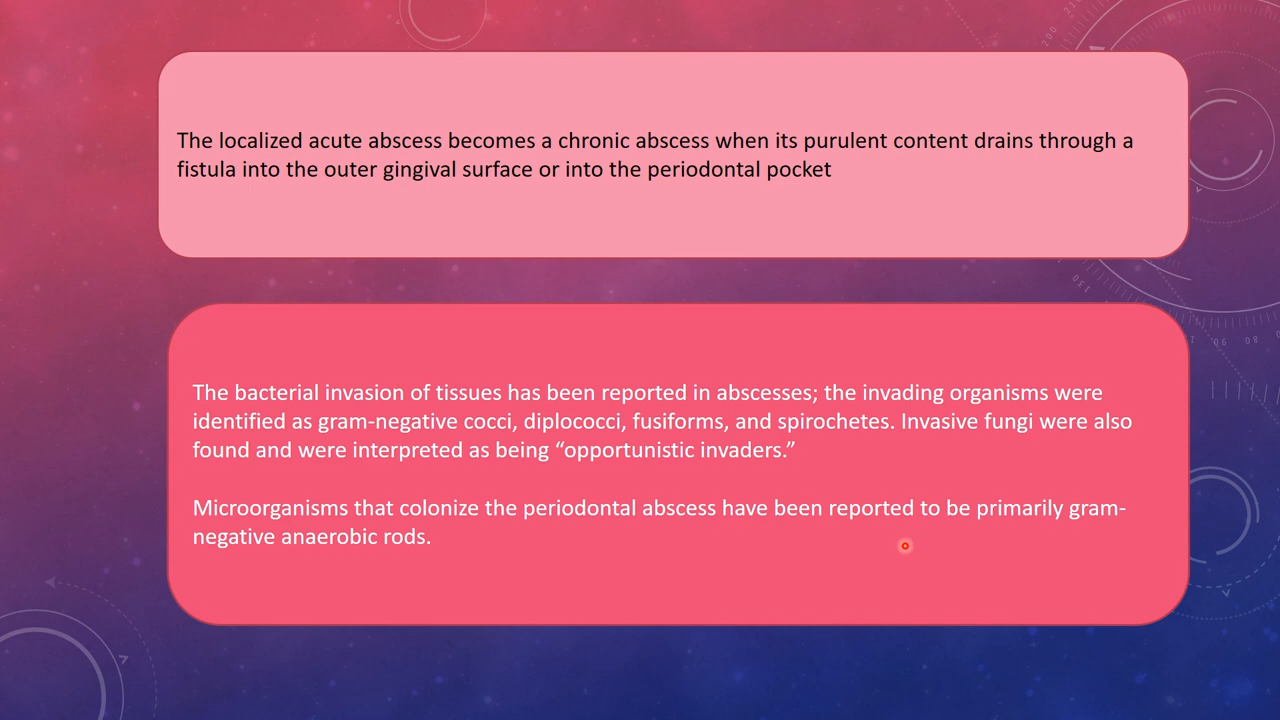 The localized acute abscess becomes a chronic abscess when its purulent content drains through a
fistula into the outer gingival surface or into the periodontal pocket
The bacterial invasion of tissues has been reported in abscesses; the invading organisms were
identified as gram-negative cocci, diplococci, fusiforms, and spirochetes. Invasive fungi were also
found and were interpreted as being “opportunistic invaders.”
Microorganisms that colonize the periodontal abscess have been reported to be primarily gram-
negative anaerobic rods.